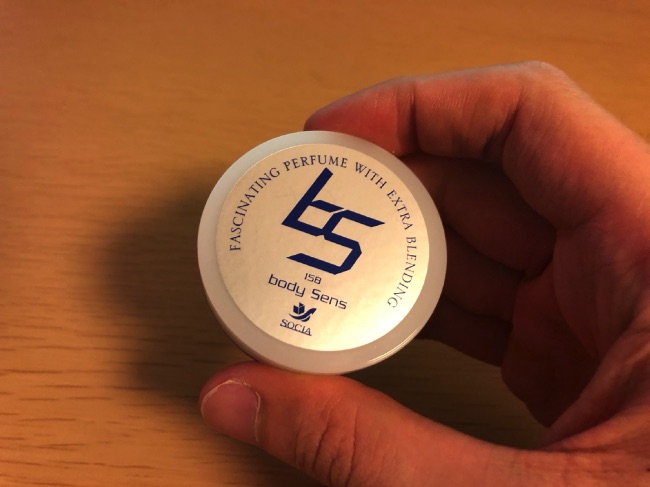 FASCINATING PERFUME WITH EXTRA BLENDING
bS
158
body Sens
SOCIA